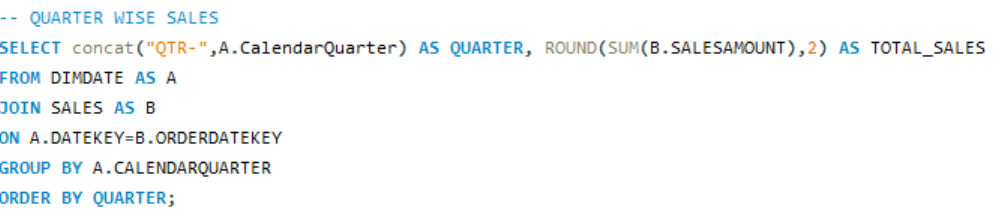 -- QUARTER WISE SALES
SELECT concat("QTR-",A.CalendarQuarter) AS QUARTER, ROUND(SUM(B.SALESAMOUNT),2) AS TOTAL_SALES
FROM DIMDATE AS A
JOIN SALES AS B
ON A.DATEKEY=B.ORDERDATEKEY
GROUP BY A.CALENDARQUARTER
ORDER BY QUARTER;